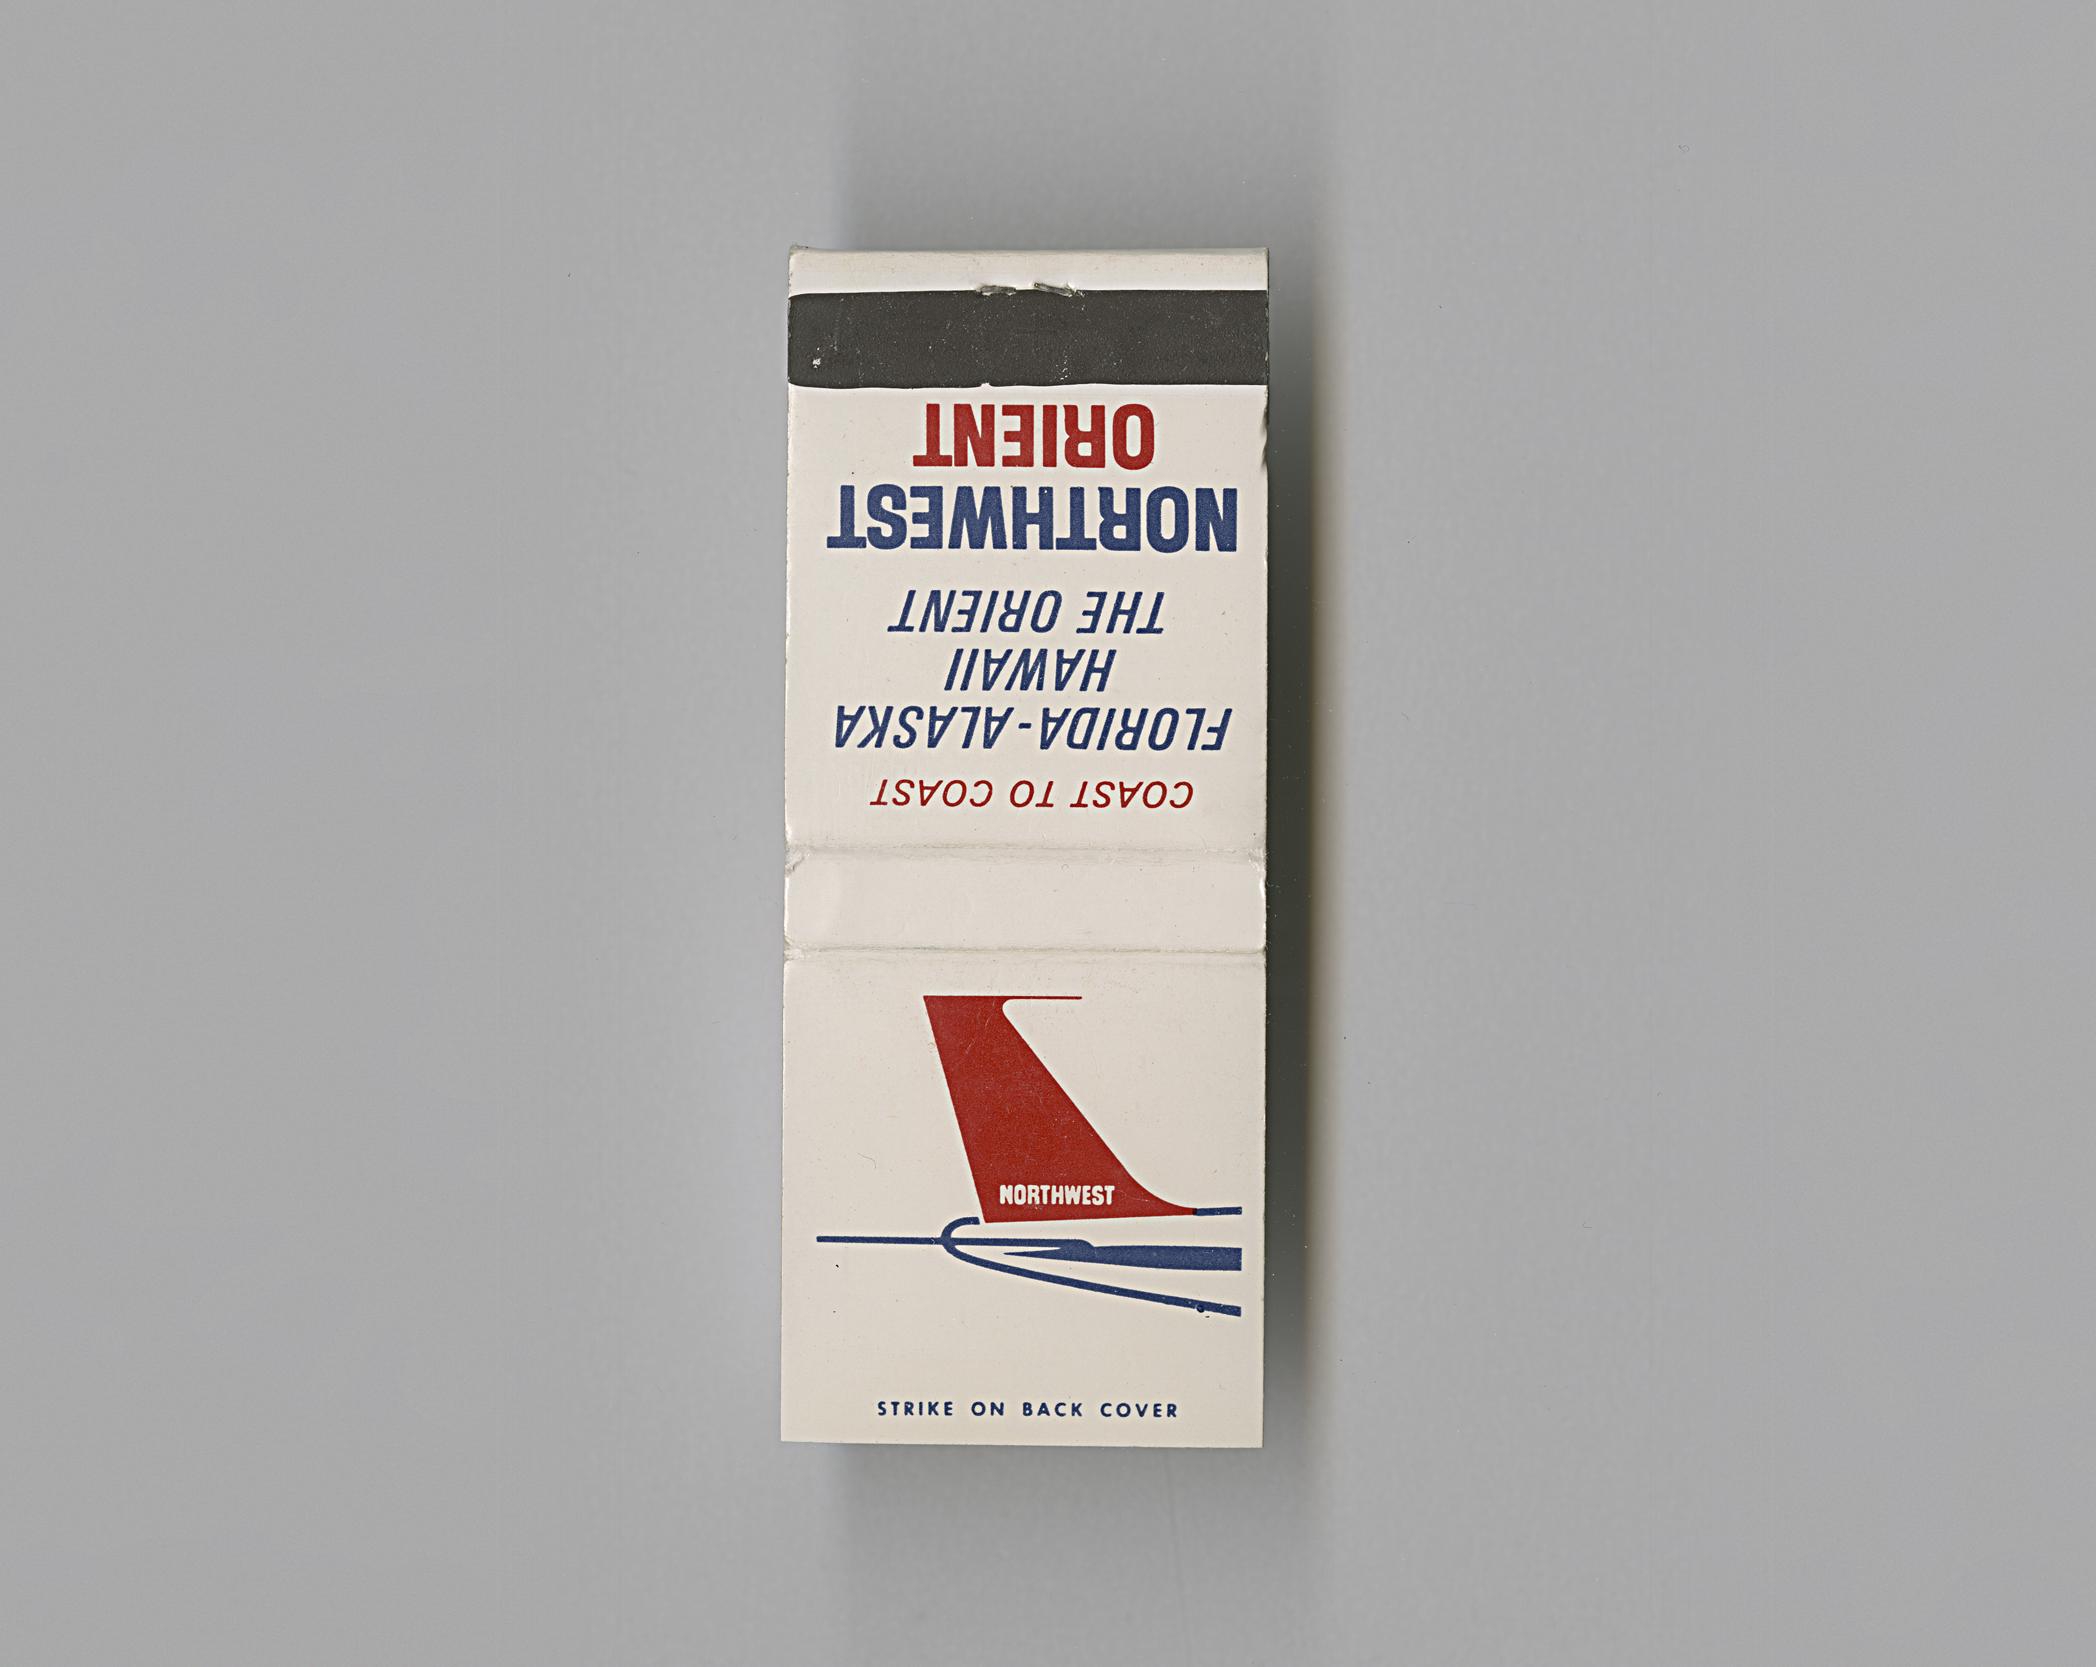 NORTHWEST
STRIKE ON BACK COVER
COAST TO COAST
FLORIDA-ALASKA
HAWAII
THE ORIENT
NORTHWEST
ORIENT